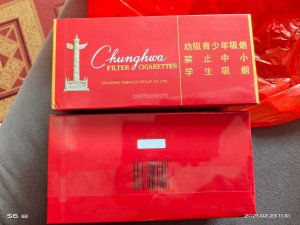 Chunghwa
FILTER CIGARETTES
SHANGHAI TOBACCO GROUP CO., LTD.
劝阻青少年吸烟
禁止中小
学生吸烟
S6
2021-02-23 11:31